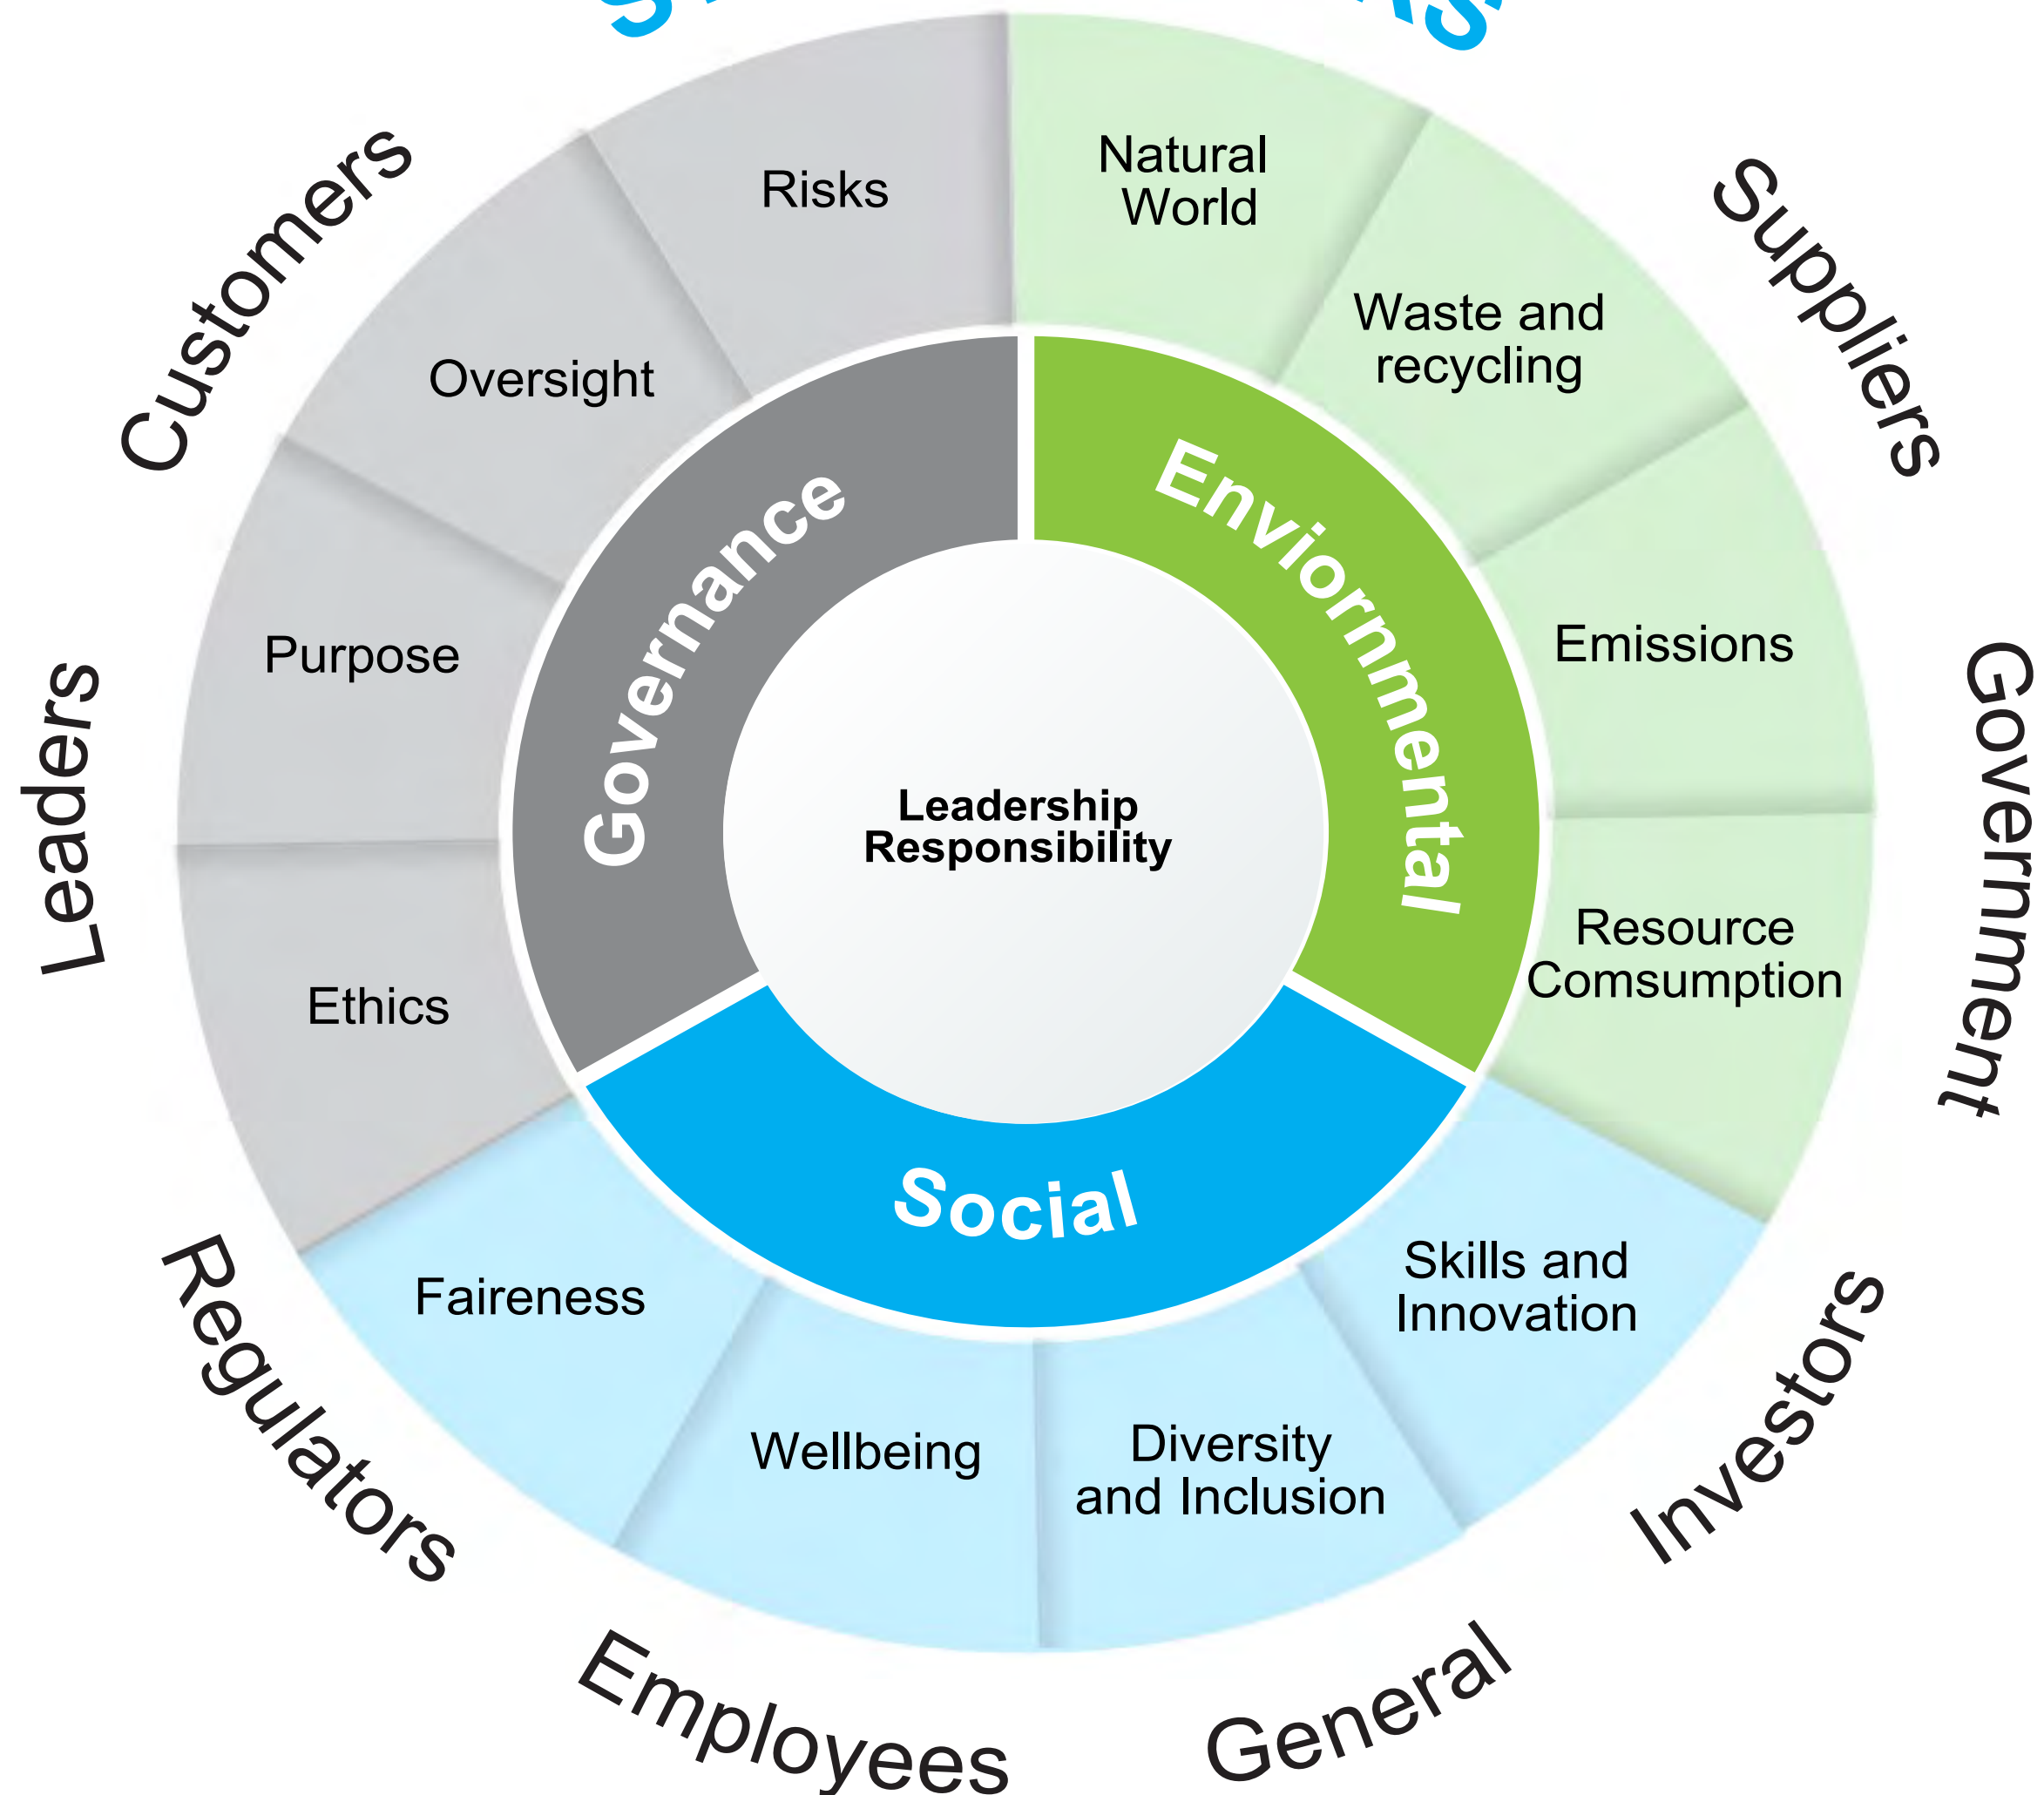 Risks
Natural
World
Waste and
recycling
Emissions
Resource
Comsumption
Skills and
Innovation
Diversity
and Inclusion
Wellbeing
Faireness
Ethics
Purpose
Oversight
Governance
Enviornmental
Social
Leadership
Responsibility
Customers
Suppliers
Government
Investors
General
Employees
Regulators
Leaders